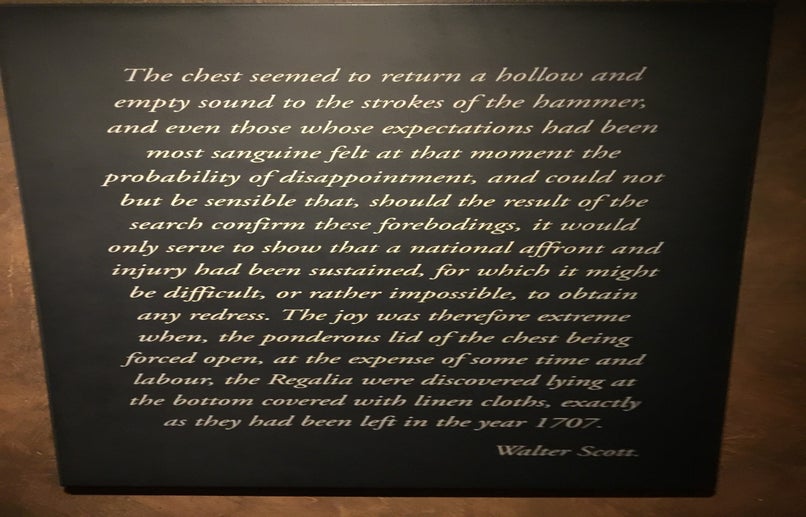 The chest seemed to return a hollow and
empty sound to the strokes of the hammer,
and even those whose expectations had been
most sanguine felt at that moment the
probability of disappointment, and could not
but be sensible that, should the result of the
search confirm these forebodings, it would
only serve to show that a national affront and
injury had been sustained, for which it might
be difficult, or rather impossible, to obtain
any redress. The joy was therefore extreme
when, the ponderous lid of the chest being
forced open, at the expense of some time and
labour, the Regalia were discovered lying at
the bottom covered with linen cloths, exactly
as they had been left in the year 1707.
Walter Scott.